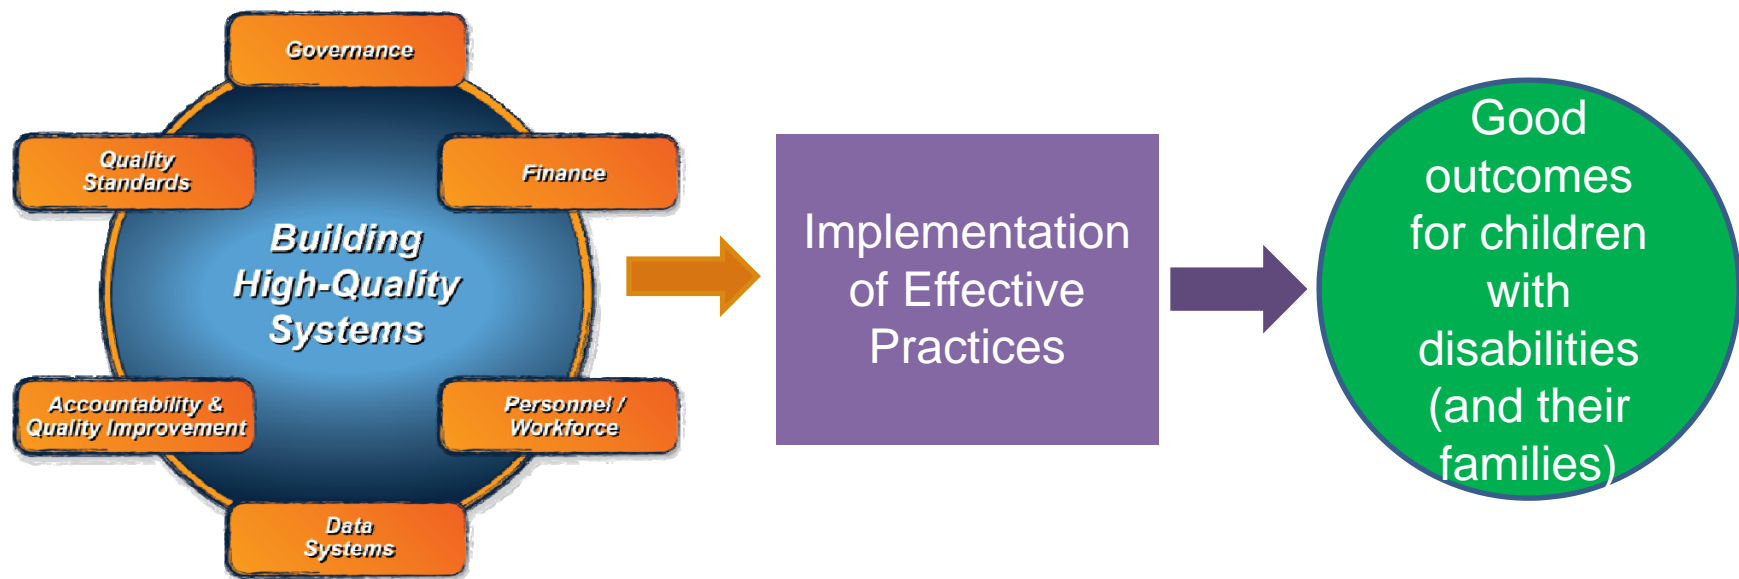 Governance
Quality
Standards
Finance
Building
High-Quality
Systems
Accountability &
Quality Improvement
Personnel /
Workforce
Data
Systems
Implementation
of Effective
Practices
Good
outcomes
for children
with
disabilities
(and their
families)